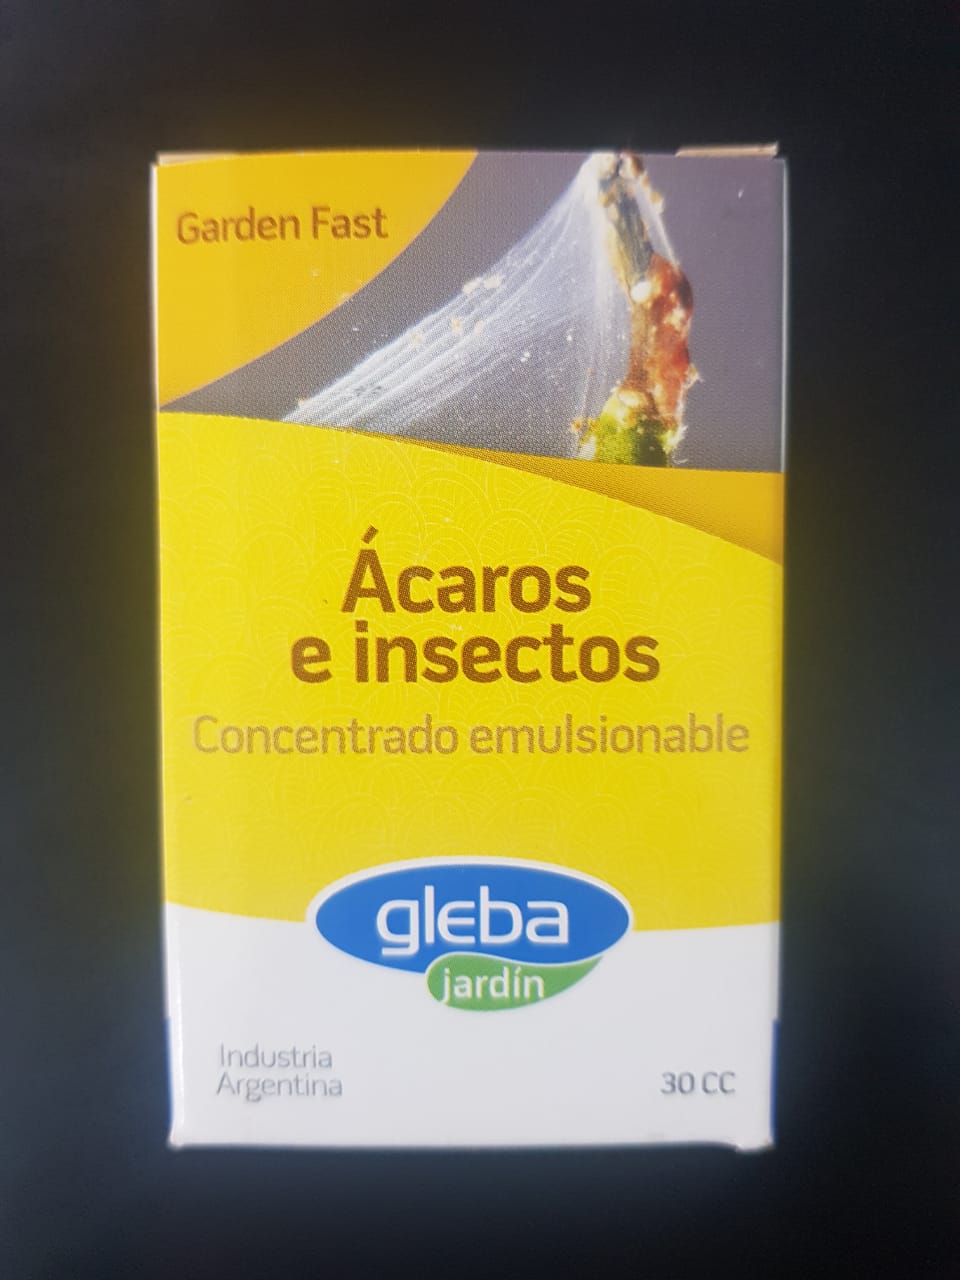 Garden Fast
Ácaros
e insectos
Concentrado emulsionable
gleba
jardín
Industria
Argentina
30 CC